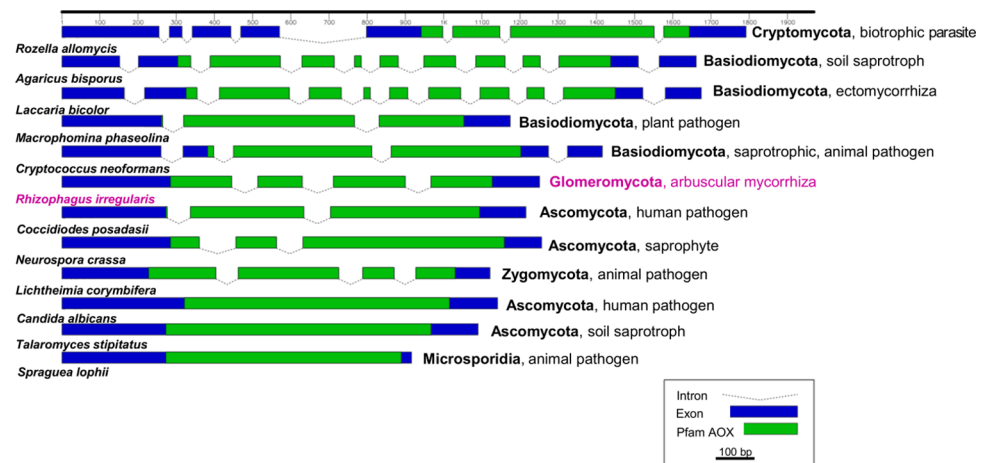 1 100 200 300 400 500 600 700 800 900 1000 1100 1200 1300 1400 1500 1600 1700 1800 1900
Cryptomycota, biotrophic parasite
Rozella allomycis
Basiodiomycota, soil saprotroph
Agaricus bisporus
Basiodiomycota, ectomycorrhiza
Laccaria bicolor
Basiodiomycota, plant pathogen
Macrophomina phaseolina
Basiodiomycota, saprotrophic, animal pathogen
Cryptococcus neoformans
Glomeromycota, arbuscular mycorrhiza
Rhizophagus irregularis
Ascomycota, human pathogen
Coccidiodes posadasii
Ascomycota, saprophyte
Neurospora crassa
Zygomycota, animal pathogen
Lichtheimia corymbifera
Ascomycota, human pathogen
Candida albicans
Ascomycota, soil saprotroph
Talaromyces stipitatus
Microsporidia, animal pathogen
Spraguea lophii
Intron
Exon
Pfam AOX
100 bp